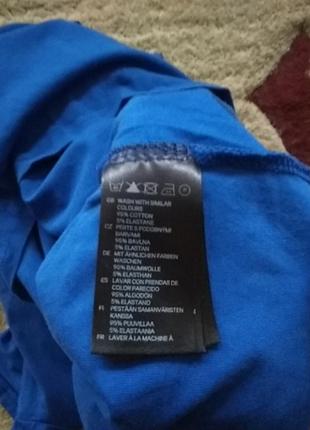 GB WASH WITH SIMILAR
COLOURS
95% COTTON
5% ELASTANE
CZ PERTE S PODOBNÝMI
BARVAMI
95% BAVLNA
5% ELASTAN
DE MIT ÄHNLICHEN FARBEN
WASCHEN
95% BAUMWOLLE
5% ELASTHAN
ES LAVAR CON PRENDAS DE
COLOR PARECIDO
95% ALGODÓN
5% ELASTANO
FI PESTÄÄN SAMANVÄRISTEN
KANSSA
95% PUUVILLAA
5% ELASTAANIA
FR LAVER À LA MACHINE À